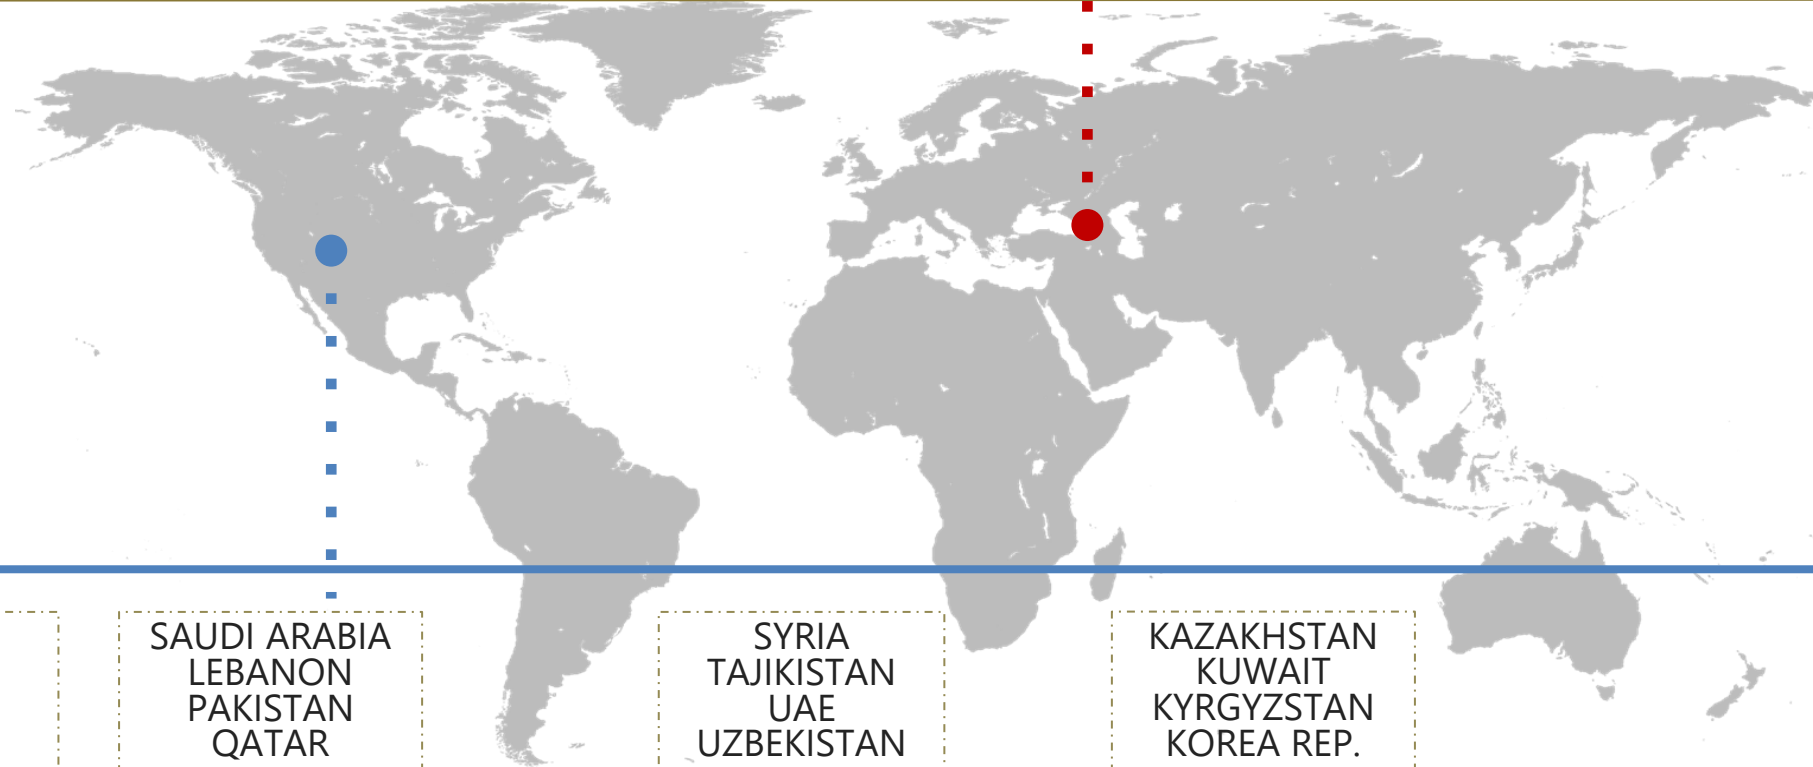 SAUDI ARABIA
LEBANON
PAKISTAN
QATAR
SYRIA
TAJIKISTAN
UAE
UZBEKISTAN
KAZAKHSTAN
KUWAIT
KYRGYZSTAN
KOREA REP.